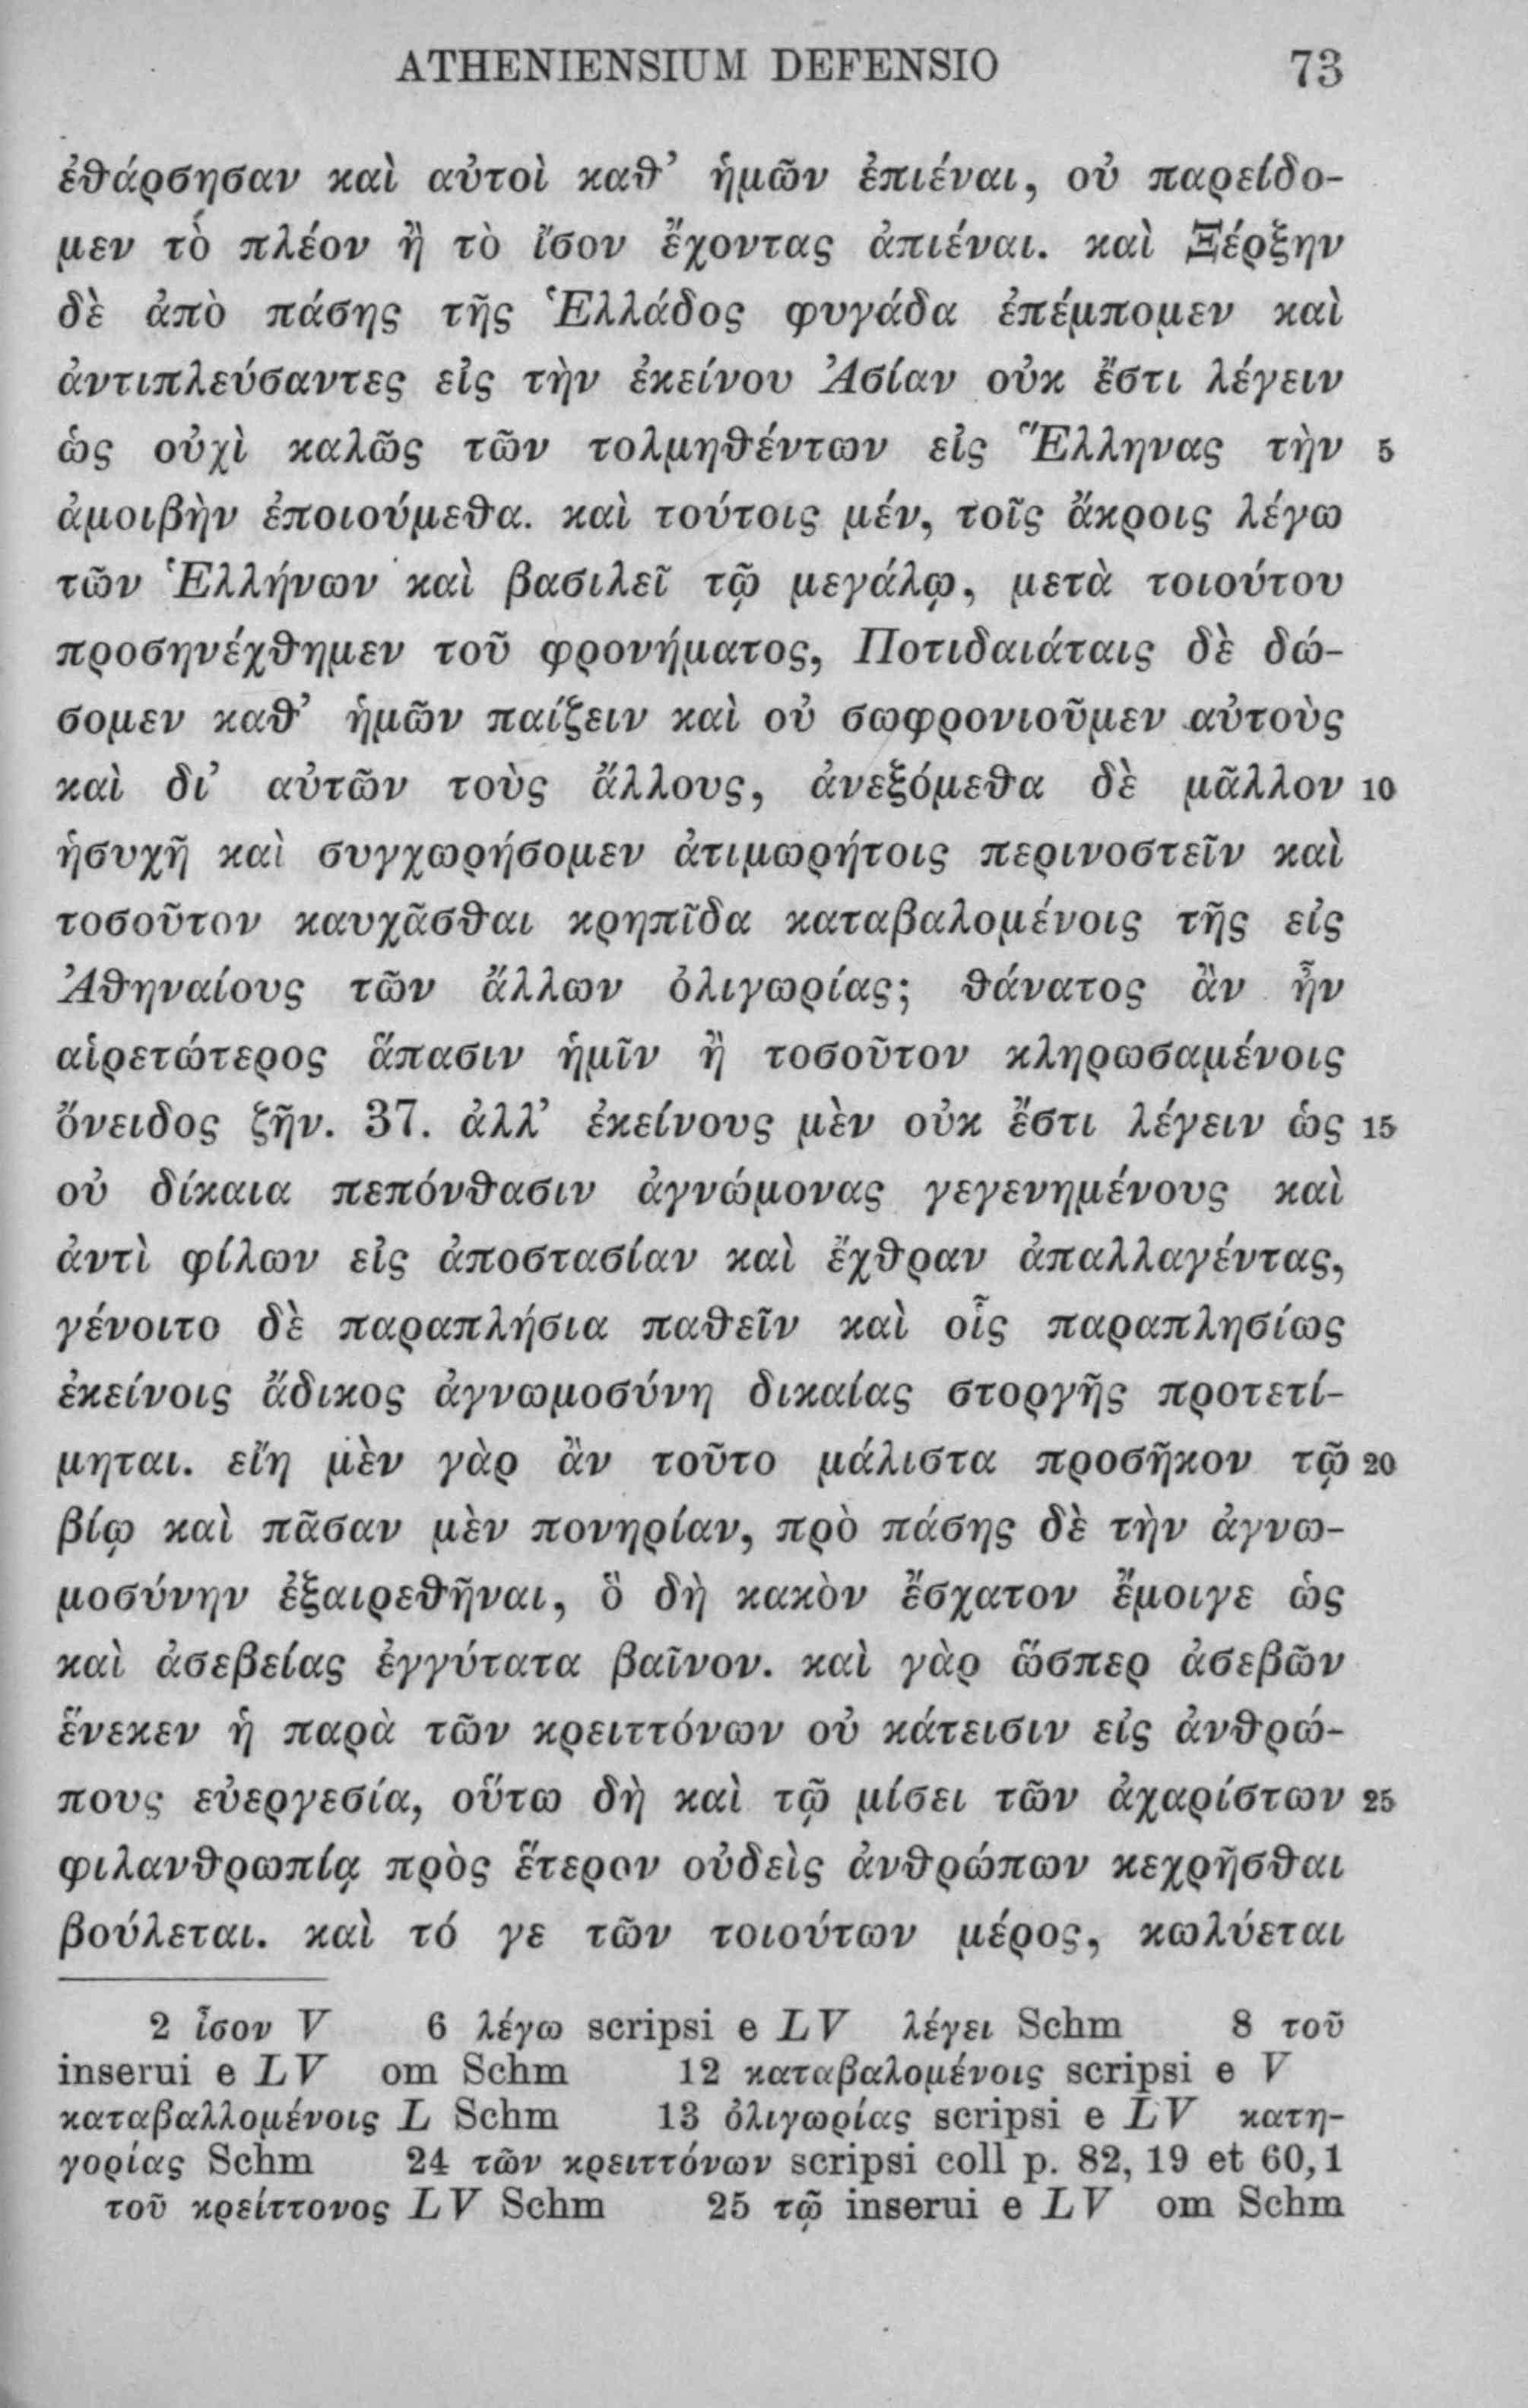 ATHENIENSIUM DEFENSIO 73
ἐθάρσησαν καὶ αὐτοὶ καθ’ ἡμῶν ἐπιέναι, οὐ παρείδο-
μεν τὸ πλέον ἢ τὸ ἴσον ἔχοντας ἀπιέναι. καὶ Ξέρξην
δὲ ἀπὸ πάσης τῆς Ἑλλάδος φυγάδα ἐπέμπομεν καὶ
ἀντιπλεύσαντες εἰς τὴν ἐκείνου Ἀσίαν οὐκ ἔστι λέγειν
ὡς οὐχὶ καλῶς τῶν τολμηθέντων εἰς Ἕλληνας τὴν 5
ἀμοιβὴν ἐποιούμεθα. καὶ τούτοις μέν, τοῖς ἄκροις λέγω
τῶν Ἑλλήνων καὶ βασιλεῖ τῷ μεγάλῳ, μετὰ τοιούτου
προσηνέχθημεν τοῦ φρονήματος, Ποτιδαιάταις δὲ δώ-
σομεν καθ’ ἡμῶν παίζειν καὶ οὐ σωφρονιοῦμεν αὐτοὺς
καὶ δι’ αὐτῶν τοὺς ἄλλους, ἀνεξόμεθα δὲ μᾶλλον 10
ἡσυχῆ καὶ συγχωρήσομεν ἀτιμωρήτοις περινοστεῖν καὶ
τοσοῦτον καυχᾶσθαι κρηπῖδα καταβαλομένοις τῆς εἰς
Ἀθηναίους τῶν ἄλλων ὀλιγωρίας; θάνατος ἂν ἦν
αἱρετώτερος ἅπασιν ἡμῖν ἢ τοσοῦτον κληρωσαμένοις
ὄνειδος ζῆν. 37. ἀλλ’ ἐκείνους μὲν οὐκ ἔστι λέγειν ὡς 15
οὐ δίκαια πεπόνθασιν ἀγνώμονας γεγενημένους καὶ
ἀντὶ φίλων εἰς ἀποστασίαν καὶ ἔχθραν ἀπαλλαγέντας,
γένοιτο δὲ παραπλήσια παθεῖν καὶ οἷς παραπλησίως
ἐκείνοις ἄδικος ἀγνωμοσύνη δικαίας στοργῆς προτετί-
μηται. εἴη μὲν γὰρ ἂν τοῦτο μάλιστα προσῆκον τῷ 20
βίῳ καὶ πᾶσαν μὲν πονηρίαν, πρὸ πάσης δὲ τὴν ἀγνω-
μοσύνην ἐξαιρεθῆναι, ὃ δὴ κακὸν ἔσχατον ἔμοιγε ὡς
καὶ ἀσεβείας ἐγγύτατα βαῖνον. καὶ γὰρ ὥσπερ ἀσεβῶν
ἕνεκεν ἡ παρὰ τῶν κρειττόνων οὐ κάτεισιν εἰς ἀνθρώ-
πους εὐεργεσία, οὕτω δὴ καὶ τῷ μίσει τῶν ἀχαρίστων 25
φιλανθρωπίᾳ πρὸς ἕτερον οὐδεὶς ἀνθρώπων κεχρῆσθαι
βούλεται. καὶ τό γε τῶν τοιούτων μέρος, κωλύεται
2 ἶσον V 6 λέγω scripsi e LV λέγει Schm 8 τοῦ
inserui e LV om Schm 12 καταβαλομένοις scripsi e V
καταβαλλομένοις L Schm 13 ὀλιγωρίας scripsi e LV κατη-
γορίας Schm 24 τῶν κρειττόνων scripsi coll p. 82, 19 et 60, 1
τοῦ κρείττονος LV Schm 25 τῷ inserui e LV om Schm